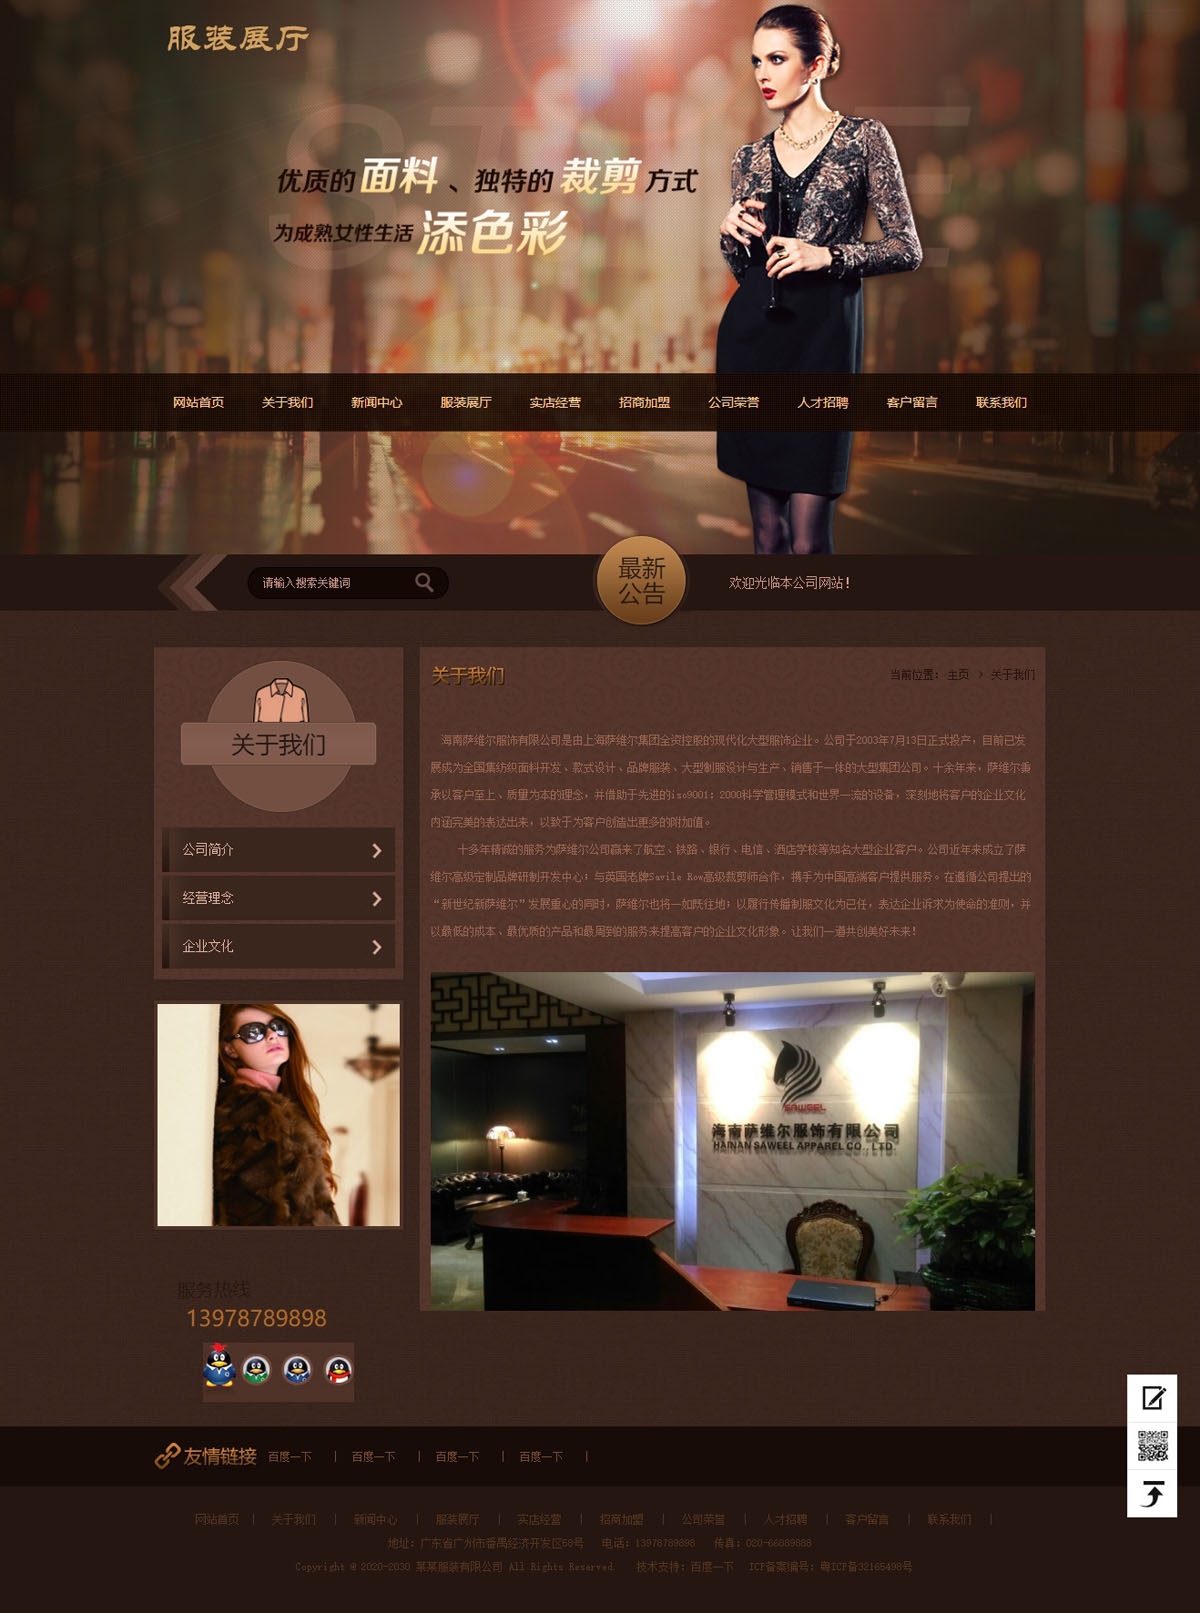 服装展厅
STYLE
优质的面料、独特的裁剪方式
为成熟女性生活添色彩
网站首页 关于我们 新闻中心 服装展厅 实店经营 招商加盟 公司荣誉 人才招聘 客户留言 联系我们
请输入搜索关键词
最新
公告
欢迎光临本公司网站！
关于我们
公司简介
经营理念
企业文化
关于我们
当前位置： 主页 > 关于我们
海南萨维尔服饰有限公司是由上海萨维尔集团全资控股的现代化大型服饰企业。公司于2003年7月13日正式投产，目前已发
展成为全国集纺织面料开发、款式设计、品牌服装、大型制服设计与生产、销售于一体的大型集团公司。十余年来，萨维尔秉
承以客户至上、质量为本的理念，并借助于先进的iso9001：2000科学管理模式和世界一流的设备，深刻地将客户的企业文化
内涵完美的表达出来，以致于为客户创造出更多的附加值。
十多年精诚的服务为萨维尔公司赢来了航空、铁路、银行、电信、酒店学校等知名大型企业客户。公司近年来成立了萨
维尔高级定制品牌研制开发中心；与英国老牌Savile Row高级裁剪师合作，携手为中国高端客户提供服务。在遵循公司提出的
“新世纪新萨维尔”发展重心的同时，萨维尔也将一如既往地；以履行传播制服文化为已任，表达企业诉求为使命的准则，并
以最低的成本、最优质的产品和最周到的服务来提高客户的企业文化形象。让我们一道共创美好未来！
SAWEEL
海南萨维尔服饰有限公司
HAINAN SAWEEL APPAREL CO., LTD.
服务热线
13978789898
友情链接 百度一下 | 百度一下 | 百度一下 | 百度一下 |
网站首页 | 关于我们 | 新闻中心 | 服装展厅 | 实店经营 | 招商加盟 | 公司荣誉 | 人才招聘 | 客户留言 | 联系我们 |
地址：广东省广州市番禺经济开发区58号 电话：13978789898 传真：020-66889888
Copyright © 2020-2030 某某服装有限公司 All Rights Reserved. 技术支持：百度一下 ICP备案编号：粤ICP备32165498号